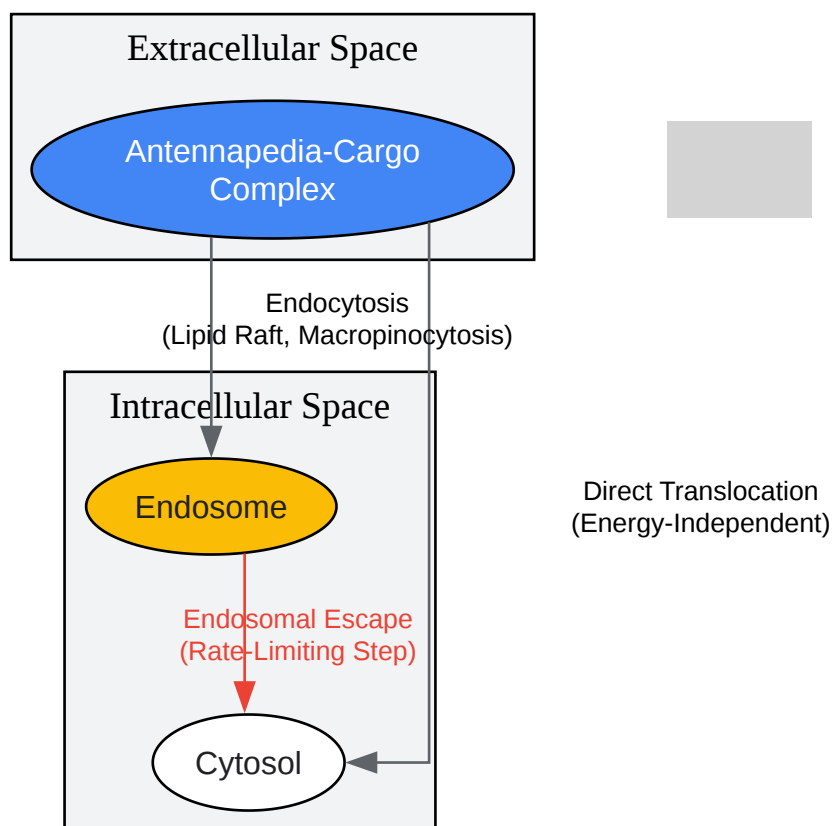 Extracellular Space
Antennapedia-Cargo
Complex
Endocytosis
(Lipid Raft, Macropinocytosis)
Intracellular Space
Endosome
Direct Translocation
(Energy-Independent)
Endosomal Escape
(Rate-Limiting Step)
Cytosol